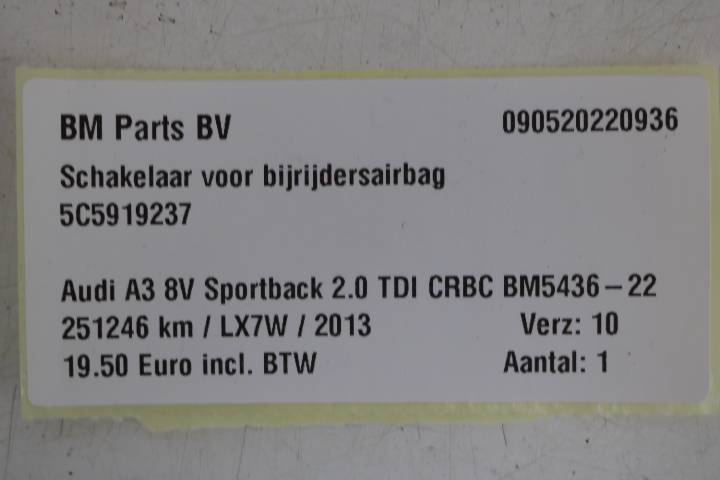 BM Parts BV 090520220936
Schakelaar voor bijrijdersairbag
5C5919237
Audi A3 8V Sportback 2.0 TDI CRBC BM5436-22
251246 km / LX7W / 2013 Verz: 10
19.50 Euro incl. BTW Aantal: 1